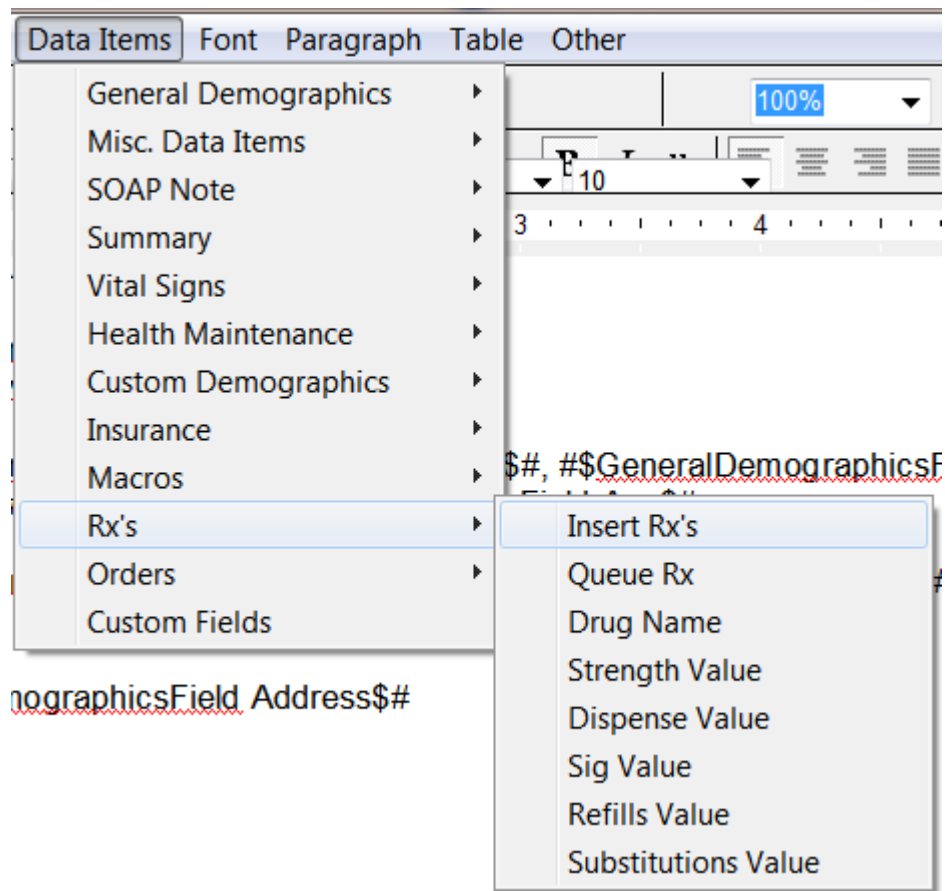 Data Items Font Paragraph Table Other
General Demographics
100%
Misc. Data Items
10
SOAP Note
3 4
Summary
Vital Signs
Health Maintenance
Custom Demographics
Insurance
$#, #$GeneralDemographicsF
Macros
Rx's
Insert Rx's
Orders
Queue Rx
Custom Fields
Drug Name
Strength Value
nographicsField Address$#
Dispense Value
Sig Value
Refills Value
Substitutions Value